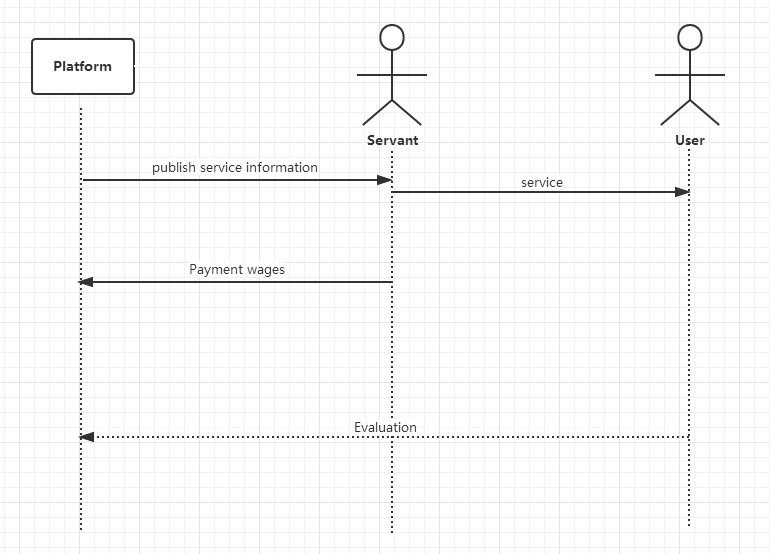 Platform
Servant
User
publish service information
service
Payment wages
Evaluation